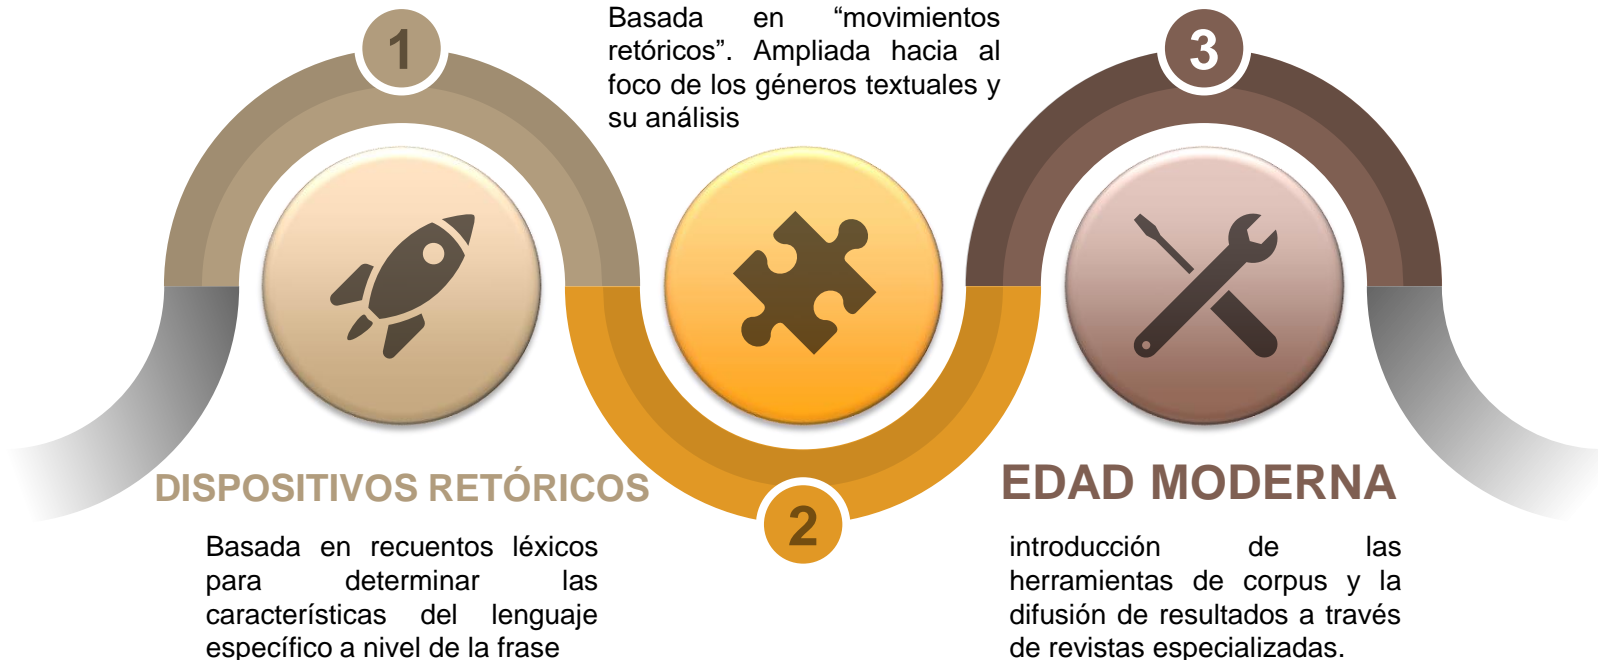 1
DISPOSITIVOS RETÓRICOS
Basada en recuentos léxicos
para determinar las
características del lenguaje
específico a nivel de la frase
Basada en “movimientos
retóricos”. Ampliada hacia al
foco de los géneros textuales y
su análisis
2
3
EDAD MODERNA
introducción de las
herramientas de corpus y la
difusión de resultados a través
de revistas especializadas.